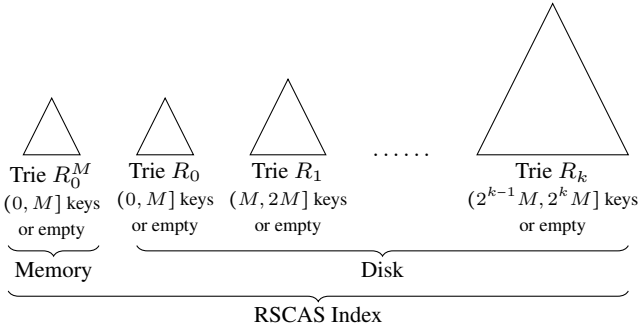 Trie R_0^M Trie R_0 Trie R_1 ...... Trie R_k
(0, M] keys (0, M] keys (M, 2M] keys (2^{k−1}M, 2^k M] keys
or empty or empty or empty or empty
Memory Disk
RSCAS Index